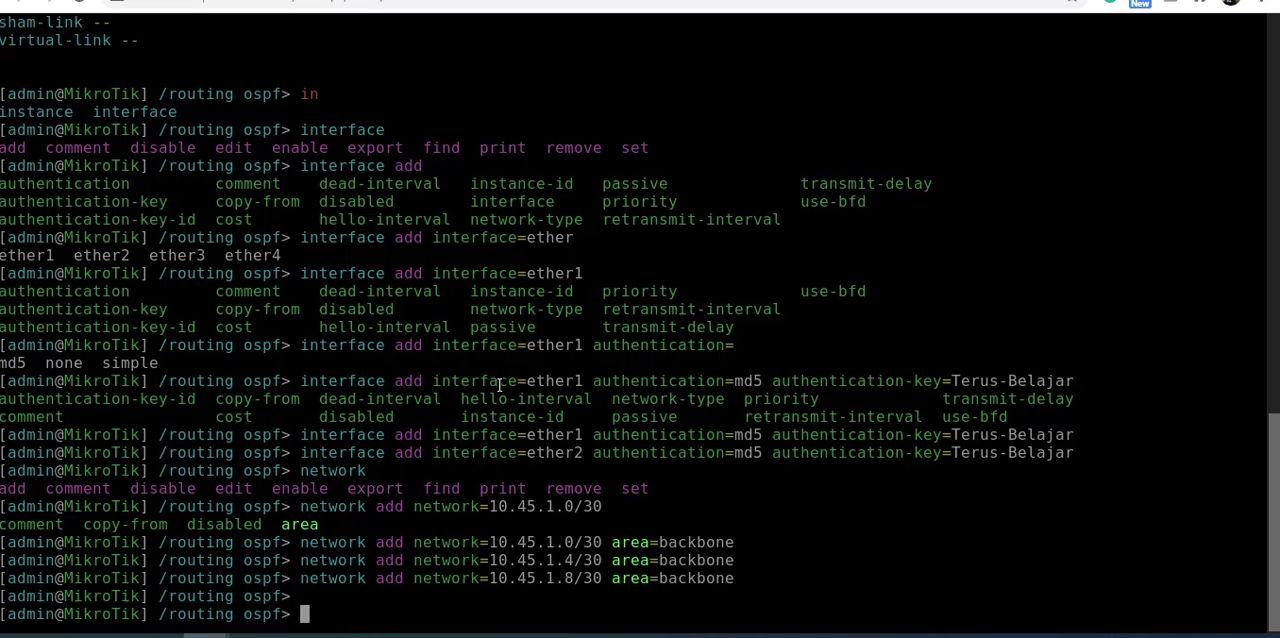 New
sham-link --
virtual-link --
[admin@MikroTik] /routing ospf> in
instance  interface
[admin@MikroTik] /routing ospf> interface
add  comment  disable  edit  enable  export  find  print  remove  set
[admin@MikroTik] /routing ospf> interface add
authentication         comment    dead-interval    instance-id   passive                transmit-delay
authentication-key     copy-from  disabled         interface     priority               use-bfd
authentication-key-id  cost       hello-interval   network-type  retransmit-interval
[admin@MikroTik] /routing ospf> interface add interface=ether
ether1  ether2  ether3  ether4
[admin@MikroTik] /routing ospf> interface add interface=ether1
authentication         comment    dead-interval    instance-id   priority               use-bfd
authentication-key     copy-from  disabled         network-type  retransmit-interval
authentication-key-id  cost       hello-interval   passive       transmit-delay
[admin@MikroTik] /routing ospf> interface add interface=ether1 authentication=
md5  none  simple
[admin@MikroTik] /routing ospf> interface add interface=ether1 authentication=md5 authentication-key=Terus-Belajar
authentication-key-id  copy-from  dead-interval  hello-interval  network-type  priority             transmit-delay
comment                cost       disabled       instance-id     passive       retransmit-interval  use-bfd
[admin@MikroTik] /routing ospf> interface add interface=ether1 authentication=md5 authentication-key=Terus-Belajar
[admin@MikroTik] /routing ospf> interface add interface=ether2 authentication=md5 authentication-key=Terus-Belajar
[admin@MikroTik] /routing ospf> network
add  comment  disable  edit  enable  export  find  print  remove  set
[admin@MikroTik] /routing ospf> network add network=10.45.1.0/30
comment  copy-from  disabled  area
[admin@MikroTik] /routing ospf> network add network=10.45.1.0/30 area=backbone
[admin@MikroTik] /routing ospf> network add network=10.45.1.4/30 area=backbone
[admin@MikroTik] /routing ospf> network add network=10.45.1.8/30 area=backbone
[admin@MikroTik] /routing ospf>
[admin@MikroTik] /routing ospf>